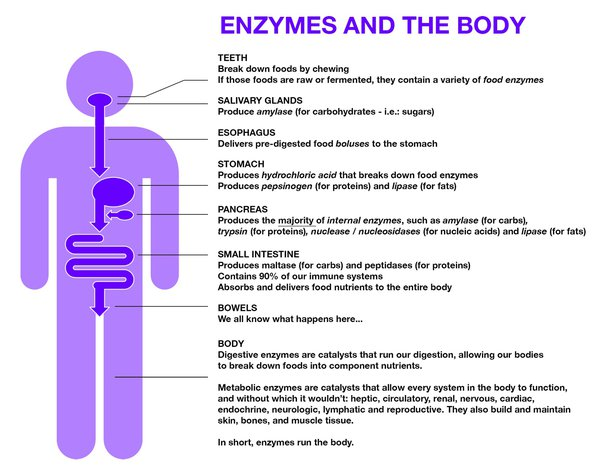 ENZYMES AND THE BODY
TEETH
Break down foods by chewing
If those foods are raw or fermented, they contain a variety of food enzymes
SALIVARY GLANDS
Produce amylase (for carbohydrates - i.e.: sugars)
ESOPHAGUS
Delivers pre-digested food boluses to the stomach
STOMACH
Produces hydrochloric acid that breaks down food enzymes
Produces pepsinogen (for proteins) and lipase (for fats)
PANCREAS
Produces the majority of internal enzymes, such as amylase (for carbs),
trypsin (for proteins), nuclease / nucleosidases (for nucleic acids) and lipase (for fats)
SMALL INTESTINE
Produces maltase (for carbs) and peptidases (for proteins)
Contains 90% of our immune systems
Absorbs and delivers food nutrients to the entire body
BOWELS
We all know what happens here...
BODY
Digestive enzymes are catalysts that run our digestion, allowing our bodies
to break down foods into component nutrients.
Metabolic enzymes are catalysts that allow every system in the body to function,
and without which it wouldn't: heptic, circulatory, renal, nervous, cardiac,
endocrine, neurologic, lymphatic and reproductive. They also build and maintain
skin, bones, and muscle tissue.
In short, enzymes run the body.